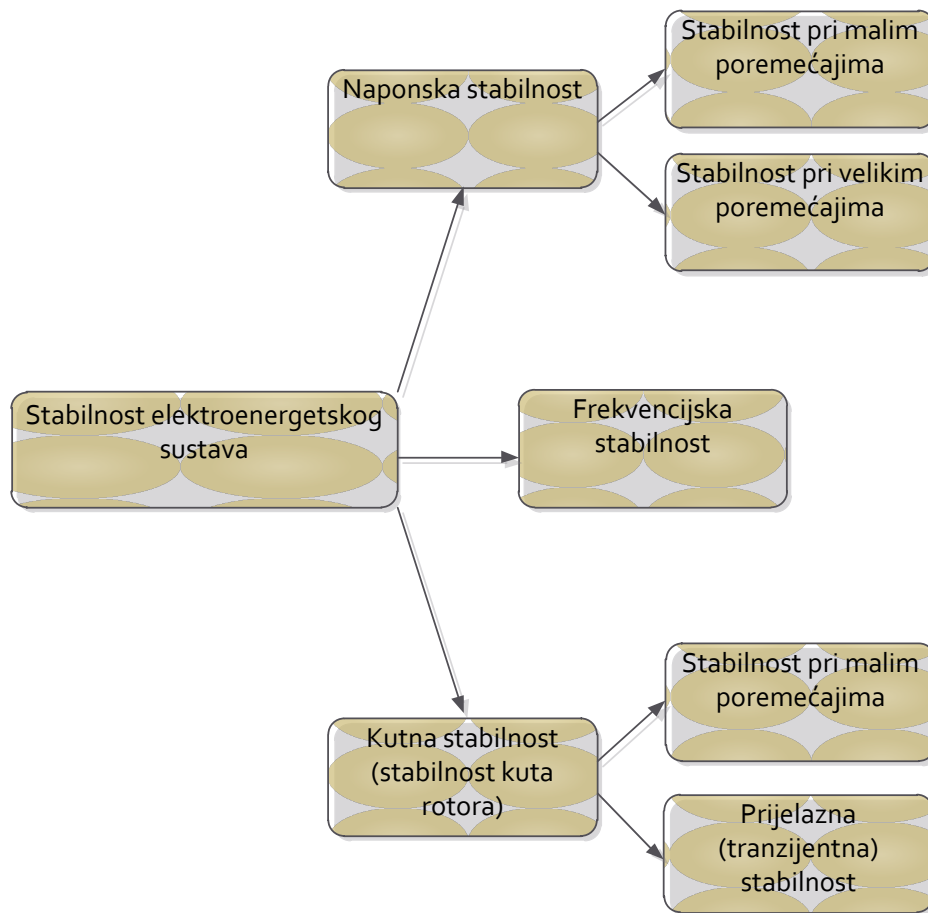 Stabilnost pri malim
poremećajima
Naponska stabilnost
Stabilnost pri velikim
poremećajima
Stabilnost elektroenergetskog
sustava
Frekvencijska
stabilnost
Stabilnost pri malim
poremećajima
Kutna stabilnost
(stabilnost kuta
rotora)
Prijelazna
(tranzijentna)
stabilnost